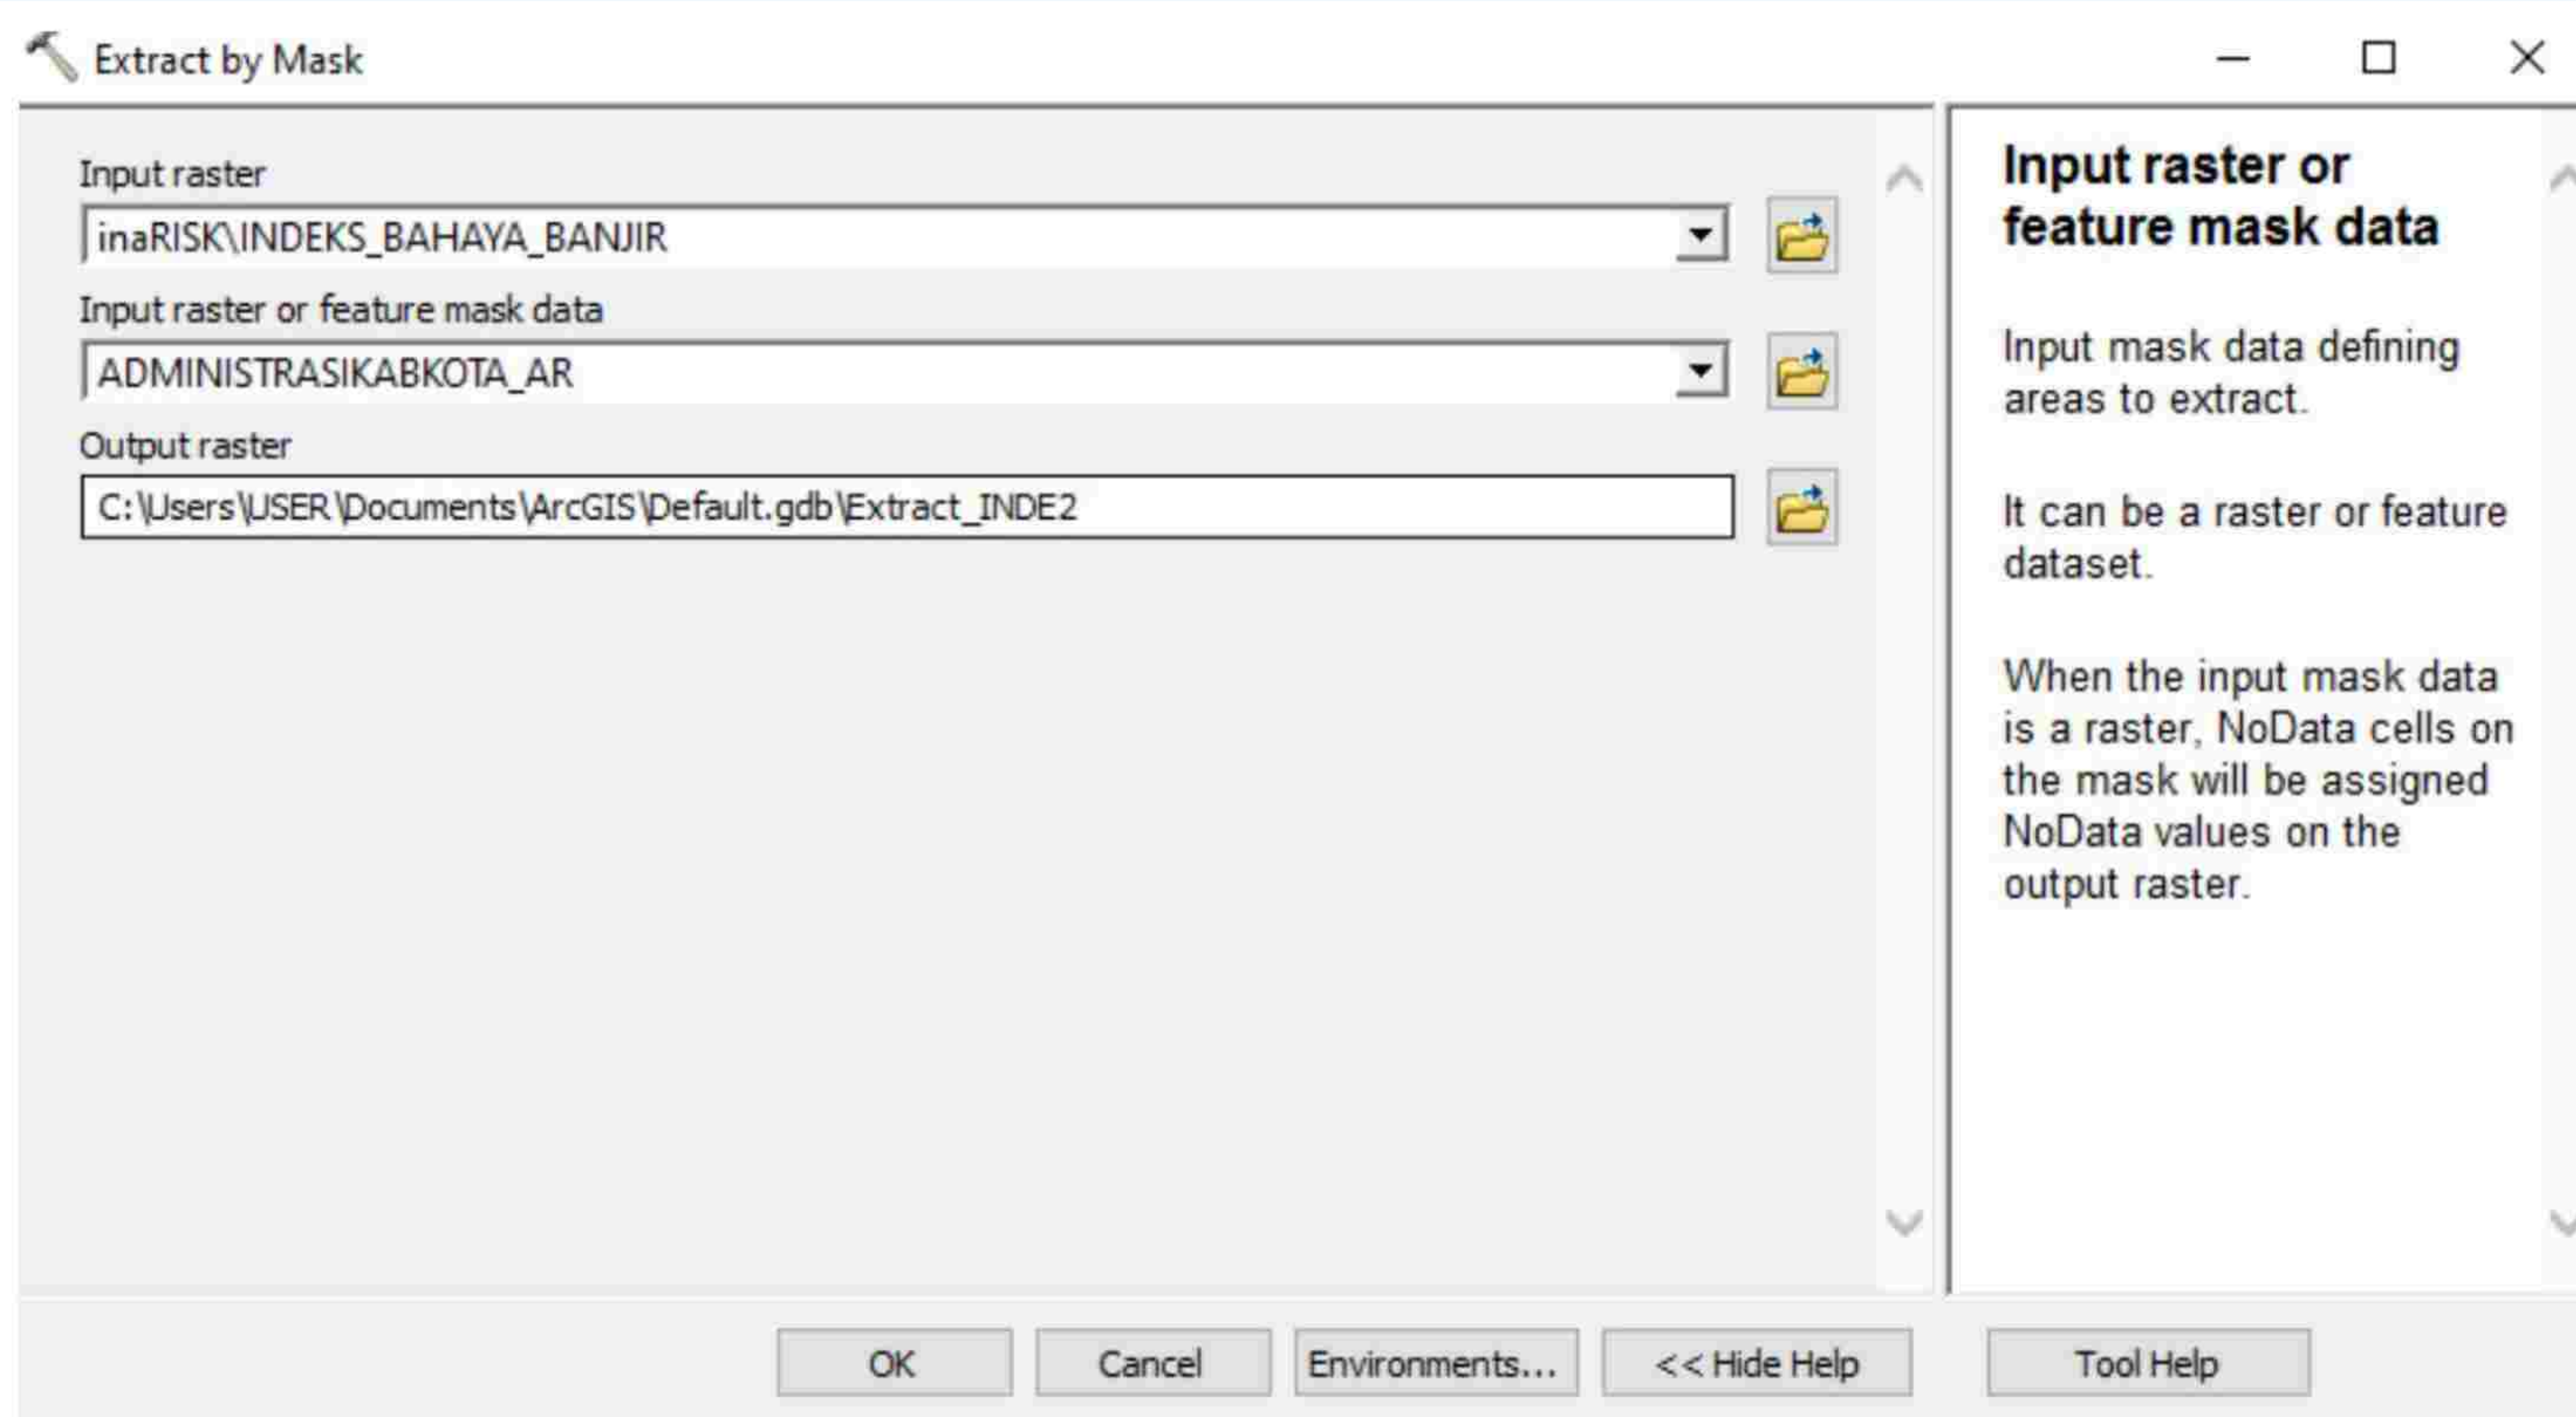 Extract by Mask
Input raster
inaRISK\INDEKS_BAHAYA_BANJIR
Input raster or feature mask data
ADMINISTRASIKABKOTA_AR
Output raster
C:\Users\USER\Documents\ArcGIS\Default.gdb\Extract_INDE2
Input raster or
feature mask data
Input mask data defining
areas to extract.
It can be a raster or feature
dataset.
When the input mask data
is a raster, NoData cells on
the mask will be assigned
NoData values on the
output raster.
OK
Cancel
Environments...
<< Hide Help
Tool Help